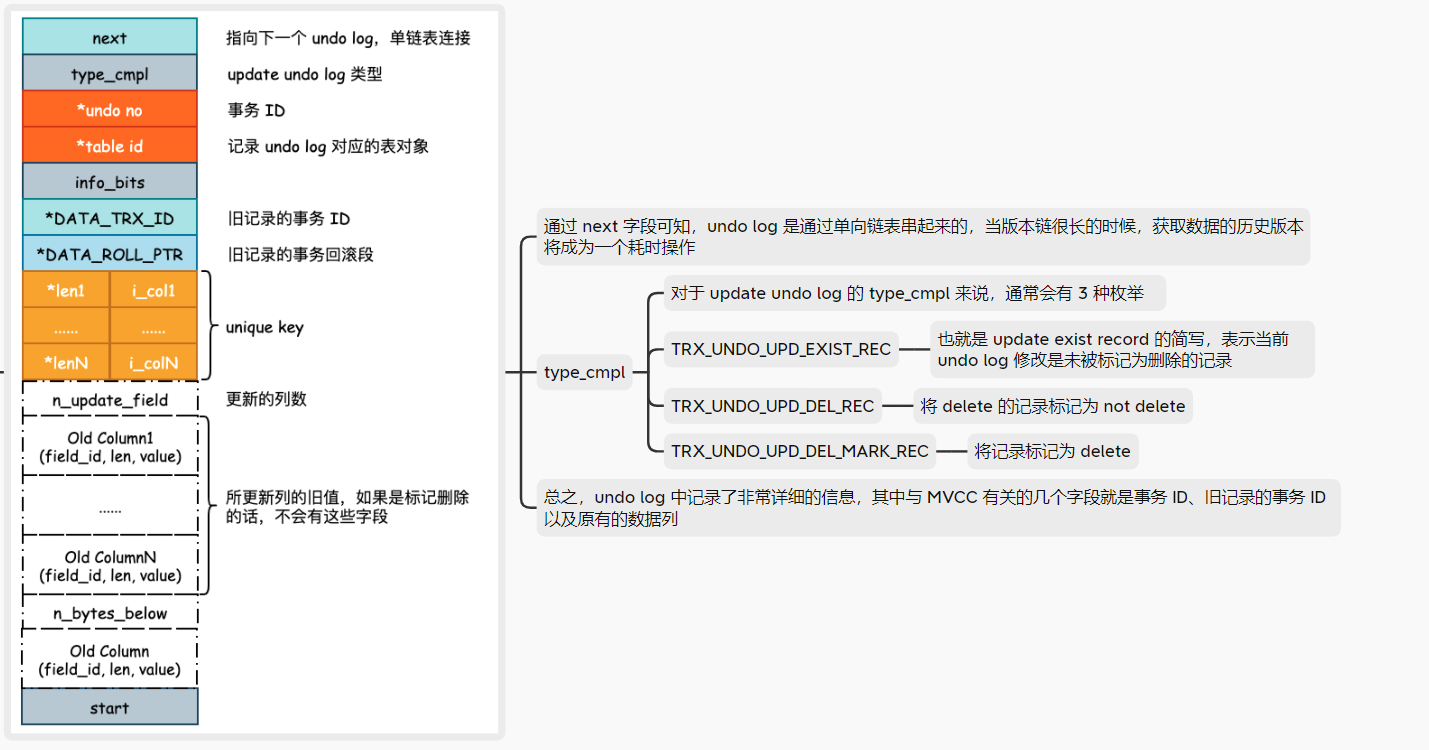 next
指向下一个 undo log，单链表连接
type_cmpl
update undo log 类型
*undo no
事务 ID
*table id
记录 undo log 对应的表对象
info_bits
*DATA_TRX_ID
旧记录的事务 ID
*DATA_ROLL_PTR
旧记录的事务回滚段
*len1
i_col1
......
......
*lenN
i_colN
unique key
n_update_field
更新的列数
Old Column1
(field_id, len, value)
......
Old ColumnN
(field_id, len, value)
所更新列的旧值，如果是标记删除
的话，不会有这些字段
n_bytes_below
Old Column
(field_id, len, value)
start
通过 next 字段可知，undo log 是通过单向链表串起来的，当版本链很长的时候，获取数据的历史版本
将成为一个耗时操作
type_cmpl
对于 update undo log 的 type_cmpl 来说，通常会有 3 种枚举
TRX_UNDO_UPD_EXIST_REC
也就是 update exist record 的简写，表示当前
undo log 修改是未被标记为删除的记录
TRX_UNDO_UPD_DEL_REC
将 delete 的记录标记为 not delete
TRX_UNDO_UPD_DEL_MARK_REC
将记录标记为 delete
总之，undo log 中记录了非常详细的信息，其中与 MVCC 有关的几个字段就是事务 ID、旧记录的事务 ID
以及原有的数据列